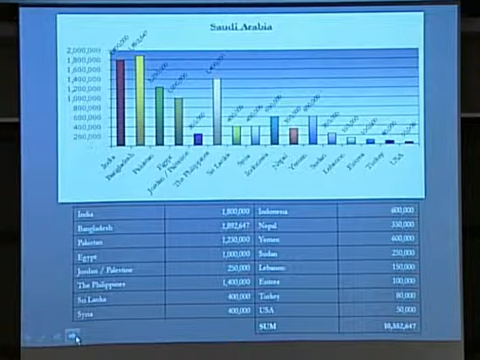 Saudi Arabia
2,000,000
1,800,000
1,600,000
1,400,000
1,200,000
1,000,000
800,000
600,000
400,000
200,000
India
Bangladesh
Pakistan
Egypt
Jordan / Palestine
The Philippines
Sri Lanka
Syria
Indonesia
Nepal
Yemen
Sudan
Lebanon
Eritrea
Turkey
USA
India 1,800,000 Indonesia 600,000
Bangladesh Nepal 350,000
Pakistan 1,250,000 Yemen 600,000
Egypt 1,000,000 Sudan 250,000
Jordan / Palestine 250,000 Lebanon 150,000
The Philippines 1,400,000 Eritrea 100,000
Sri Lanka 400,000 Turkey 80,000
Syria 400,000 USA 50,000
SUM